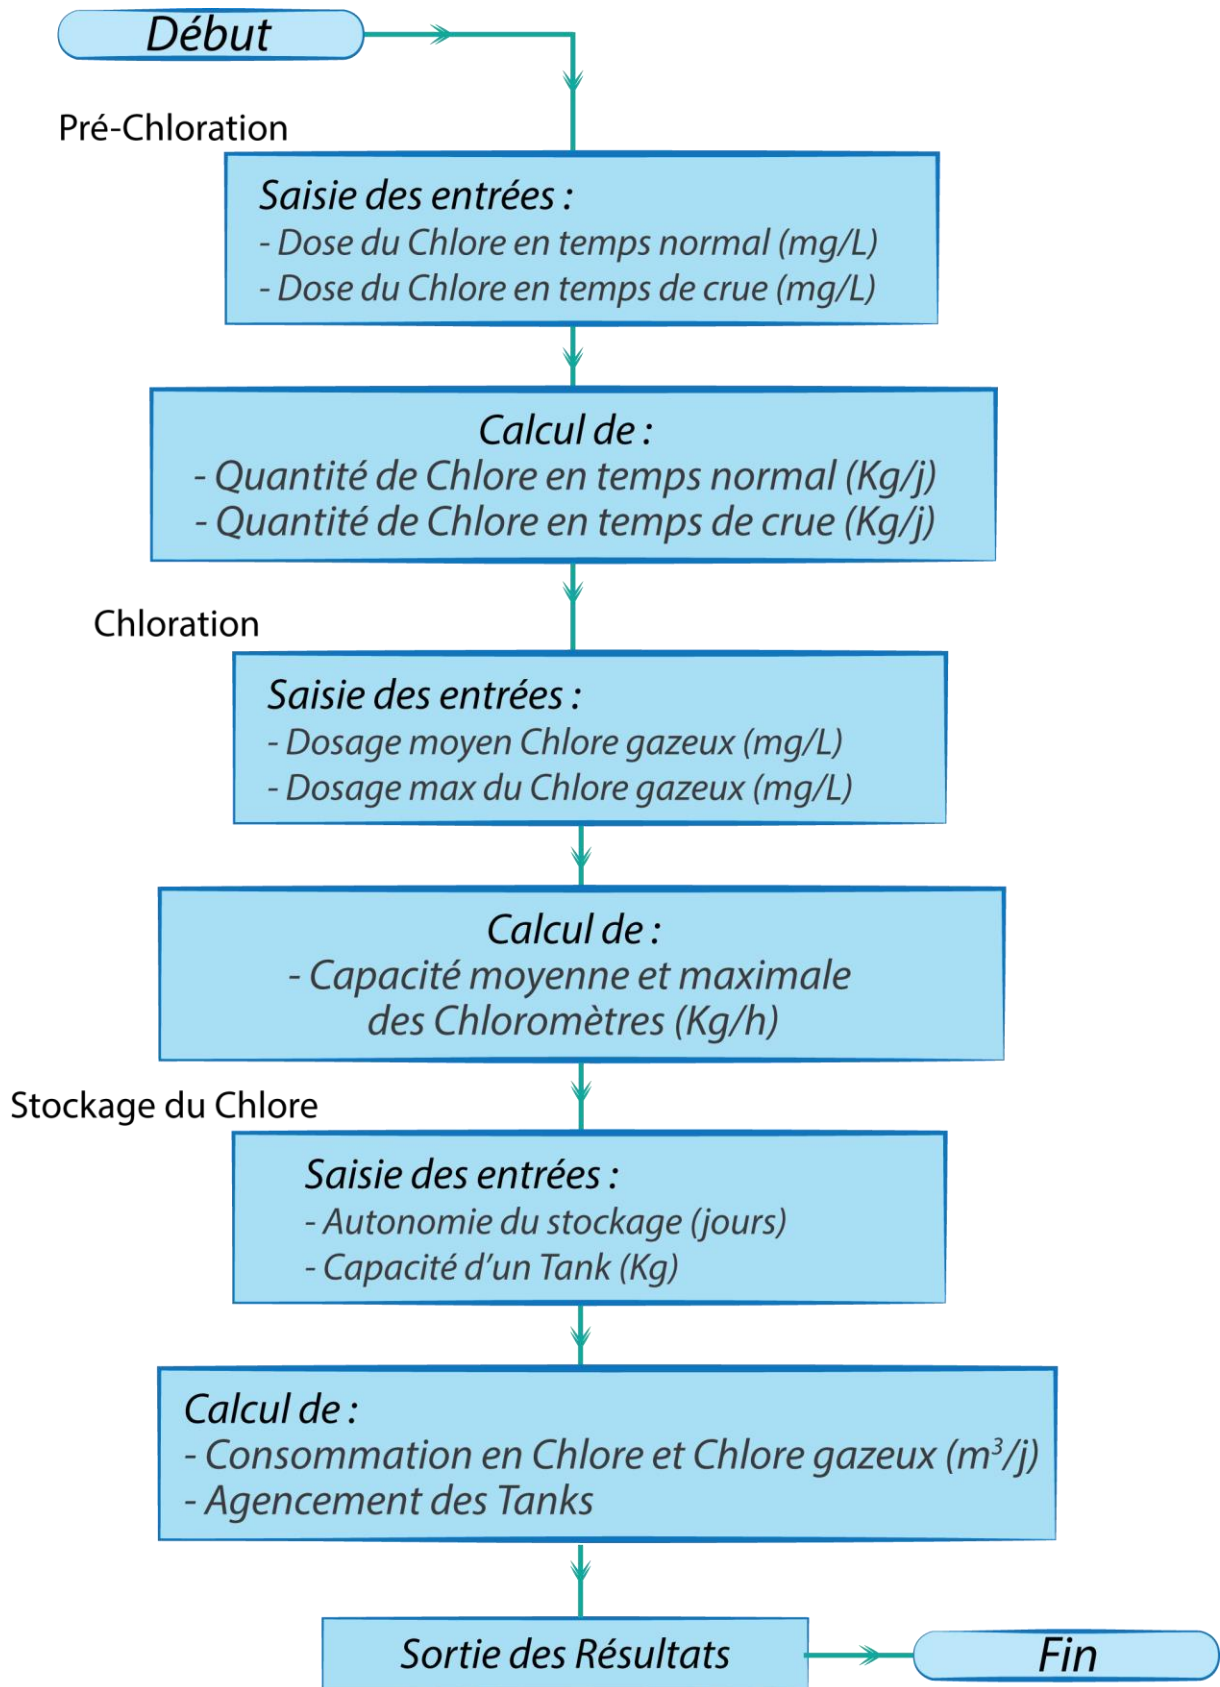 Début
Pré-Chloration
Saisie des entrées :
- Dose du Chlore en temps normal (mg/L)
- Dose du Chlore en temps de crue (mg/L)
Calcul de :
- Quantité de Chlore en temps normal (Kg/j)
- Quantité de Chlore en temps de crue (Kg/j)
Chloration
Saisie des entrées :
- Dosage moyen Chlore gazeux (mg/L)
- Dosage max du Chlore gazeux (mg/L)
Calcul de :
- Capacité moyenne et maximale
des Chloromètres (Kg/h)
Stockage du Chlore
Saisie des entrées :
- Autonomie du stockage (jours)
- Capacité d’un Tank (Kg)
Calcul de :
- Consommation en Chlore et Chlore gazeux (m³/j)
- Agencement des Tanks
Sortie des Résultats
Fin